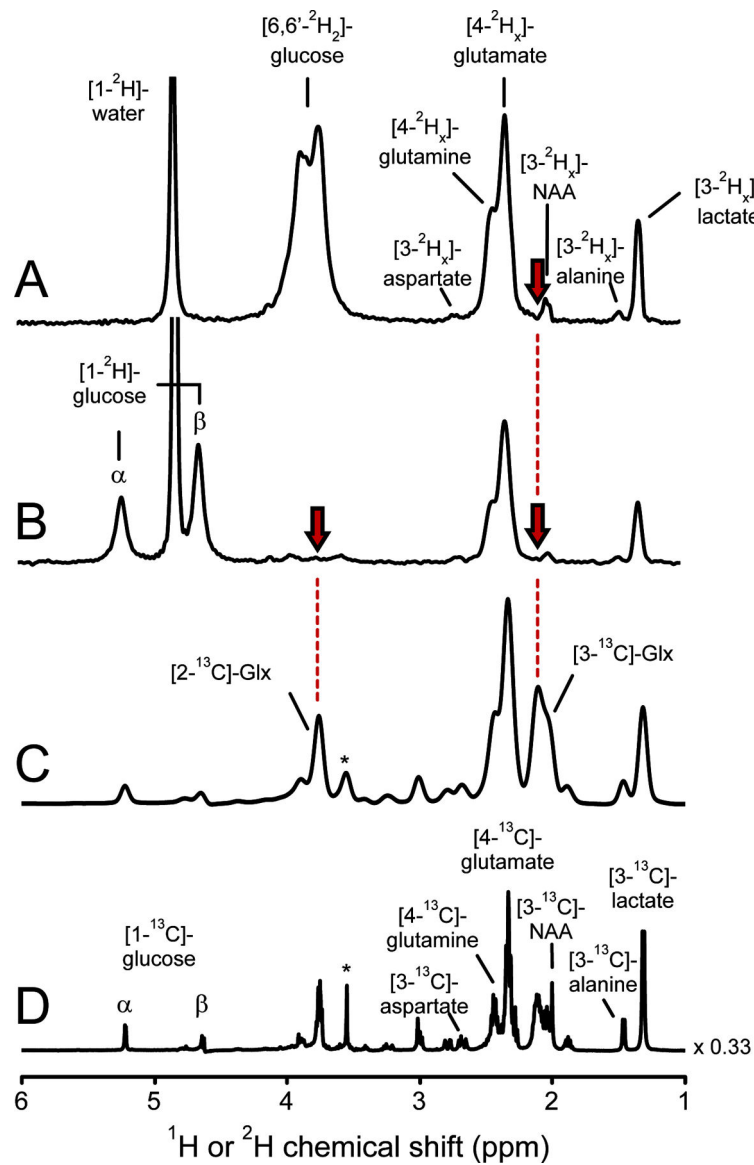 [6,6’-²H₂]-
glucose
[4-²Hₓ]-
glutamate
[1-²H]-
water
[4-²Hₓ]-
glutamine
[3-²Hₓ]-
NAA
[3-²Hₓ]-
lactate
[3-²Hₓ]-
aspartate
[3-²Hₓ]-
alanine
A
[1-²H]-
glucose
β
α
B
[2-¹³C]-Glx
[3-¹³C]-Glx
*
C
[4-¹³C]-
glutamate
[3-¹³C]-
lactate
[4-¹³C]-
glutamine
[3-¹³C]-
NAA
[1-¹³C]-
glucose
[3-¹³C]-
aspartate
[3-¹³C]-
alanine
*
α
β
D
x 0.33
6 5 4 3 2 1
¹H or ²H chemical shift (ppm)